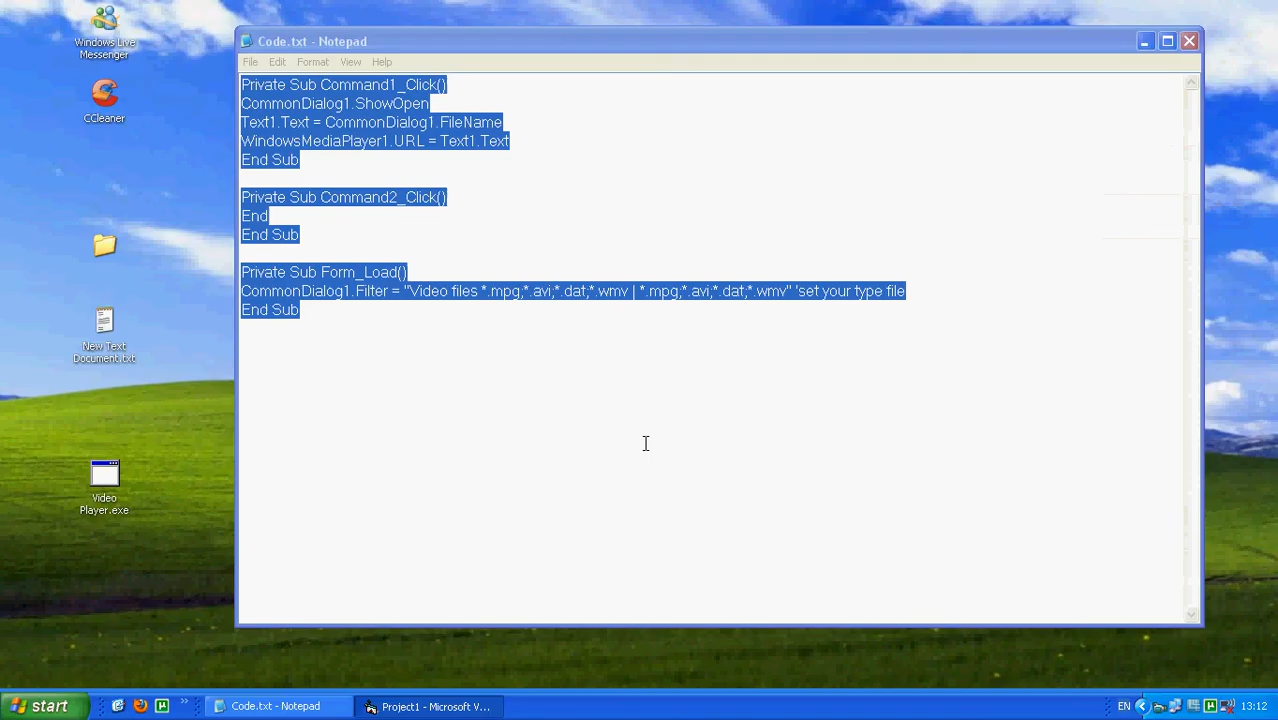 Windows Live
Messenger
CCleaner
New Text
Document.txt
Video
Player.exe
Code.txt - Notepad
File Edit Format View Help
Private Sub Command1_Click()
CommonDialog1.ShowOpen
Text1.Text = CommonDialog1.FileName
WindowsMediaPlayer1.URL = Text1.Text
End Sub
Private Sub Command2_Click()
End
End Sub
Private Sub Form_Load()
CommonDialog1.Filter = "Video files *.mpg;*.avi;*.dat;*.wmv | *.mpg;*.avi;*.dat;*.wmv" 'set your type file
End Sub
start
Code.txt - Notepad
Project1 - Microsoft V...
EN
13:12